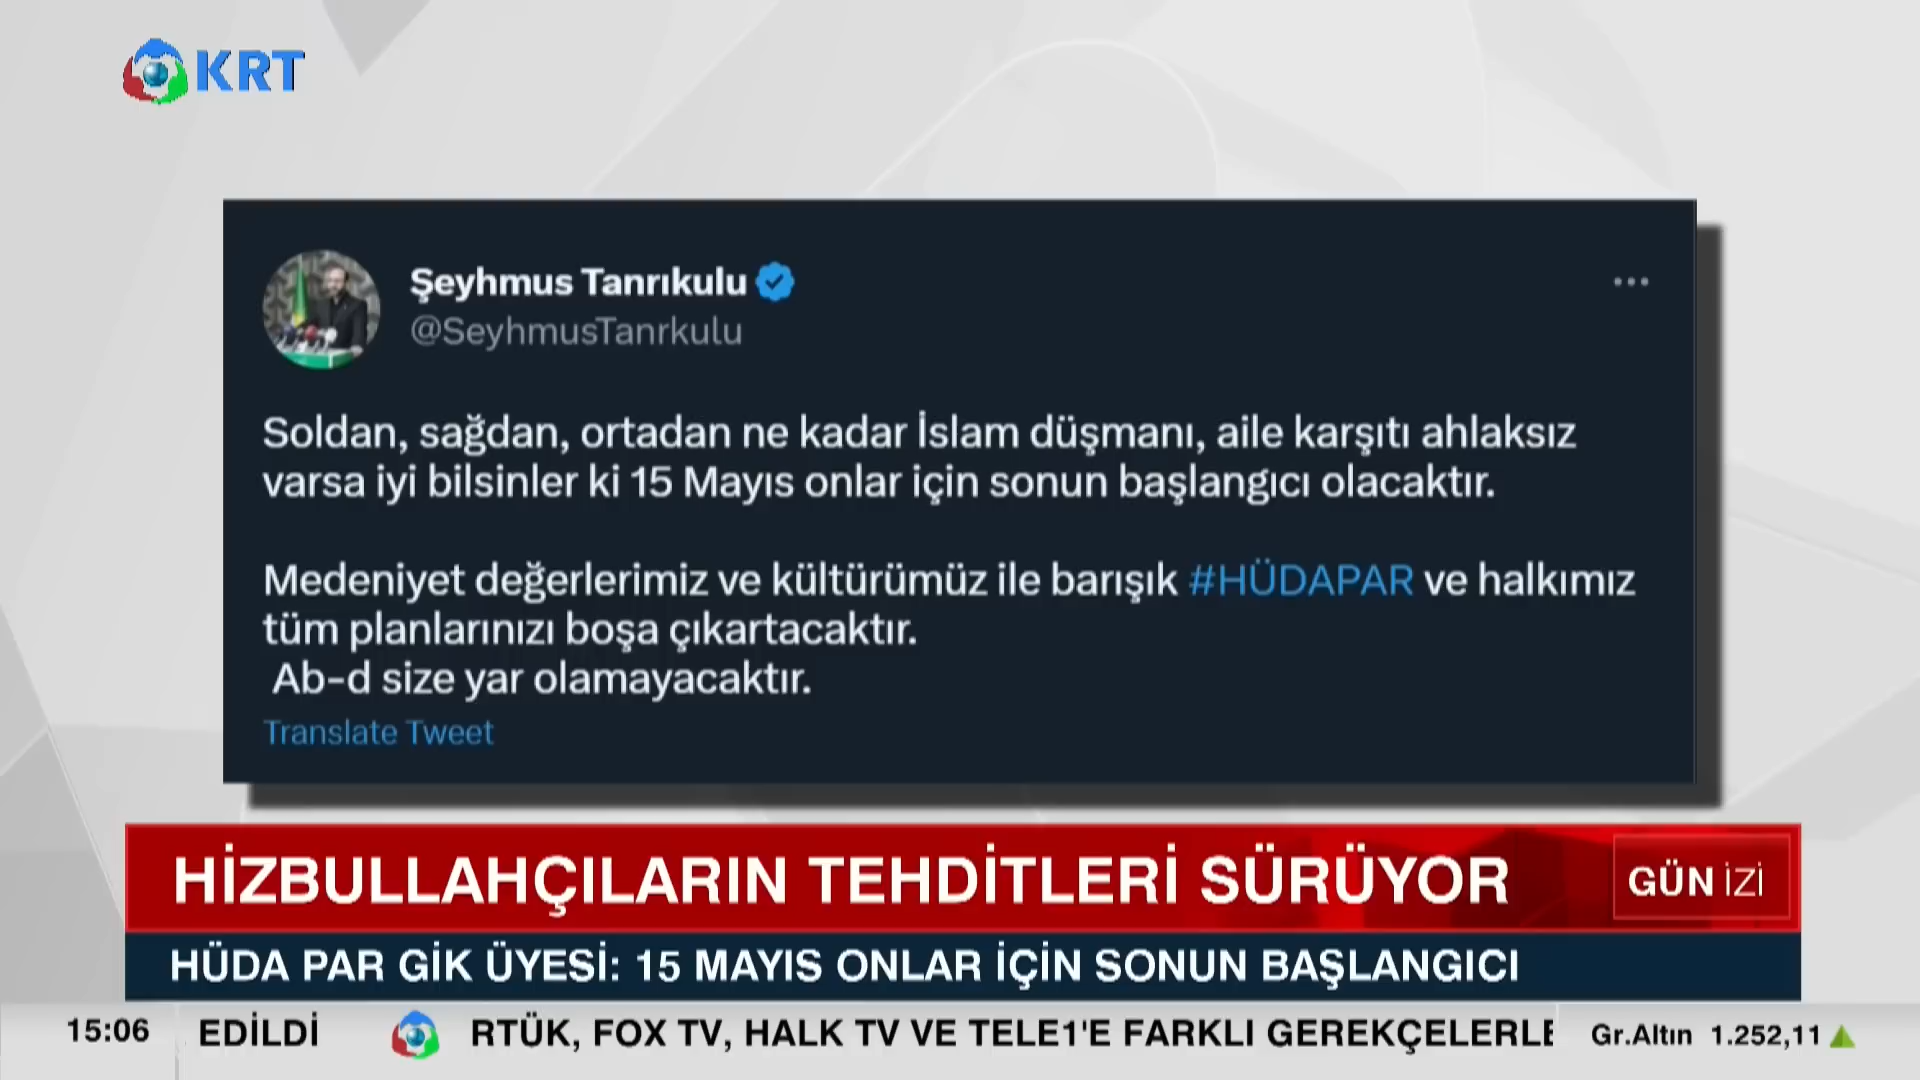 KRT
Şeyhmus Tanrıkulu
@SeyhmusTanrkulu
Soldan, sağdan, ortadan ne kadar İslam düşmanı, aile karşıtı ahlaksız
varsa iyi bilsinler ki 15 Mayıs onlar için sonun başlangıcı olacaktır.
Medeniyet değerlerimiz ve kültürümüz ile barışık #HÜDAPAR ve halkımız
tüm planlarınızı boşa çıkartacaktır.
Ab-d size yar olamayacaktır.
Translate Tweet
HİZBULLAHÇILARIN TEHDİTLERİ SÜRÜYOR
GÜN İZİ
HÜDA PAR GİK ÜYESİ: 15 MAYIS ONLAR İÇİN SONUN BAŞLANGICI
15:06 EDİLDİ RTÜK, FOX TV, HALK TV VE TELE1'E FARKLI GEREKÇELERLE Gr.Altın 1.252,11